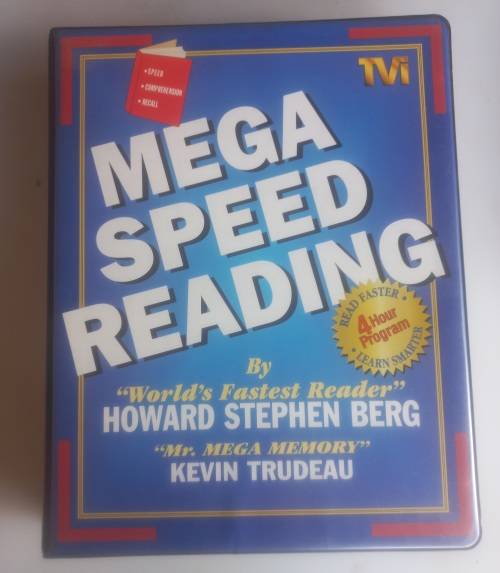 • SPEED
• COMPREHENSION
• RECALL
TVi
MEGA
SPEED
READING
READ FASTER •
4 Hour
Program
• LEARN SMARTER
By
"World's Fastest Reader"
HOWARD STEPHEN BERG
"Mr. MEGA MEMORY"
KEVIN TRUDEAU